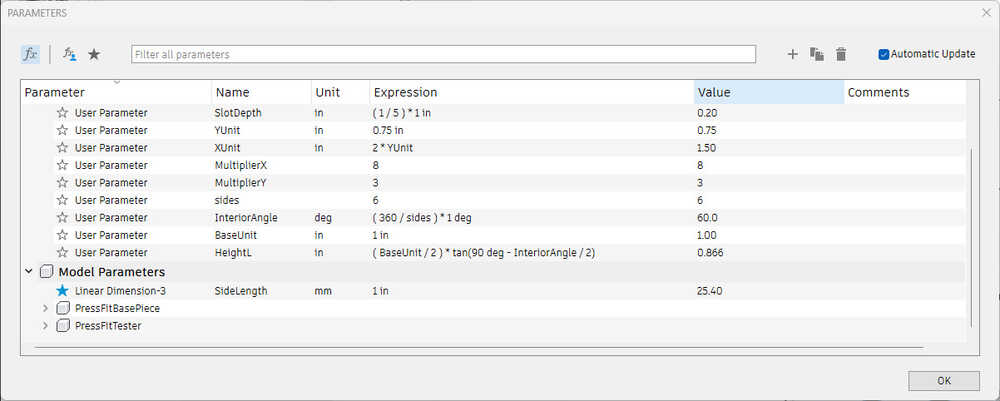 PARAMETERS
fx fx Filter all parameters Automatic Update
Parameter Name Unit Expression Value Comments
User Parameter SlotDepth in ( 1 / 5 ) * 1 in 0.20
User Parameter YUnit in 0.75 in 0.75
User Parameter XUnit in 2 * YUnit 1.50
User Parameter MultiplierX 8 8
User Parameter MultiplierY 3 3
User Parameter sides 6 6
User Parameter InteriorAngle deg ( 360 / sides ) * 1 deg 60.0
User Parameter BaseUnit in 1 in 1.00
User Parameter HeightL in ( BaseUnit / 2 ) * tan(90 deg - InteriorAngle / 2) 0.866
Model Parameters
Linear Dimension-3 SideLength mm 1 in 25.40
PressFitBasePiece
PressFitTester
OK